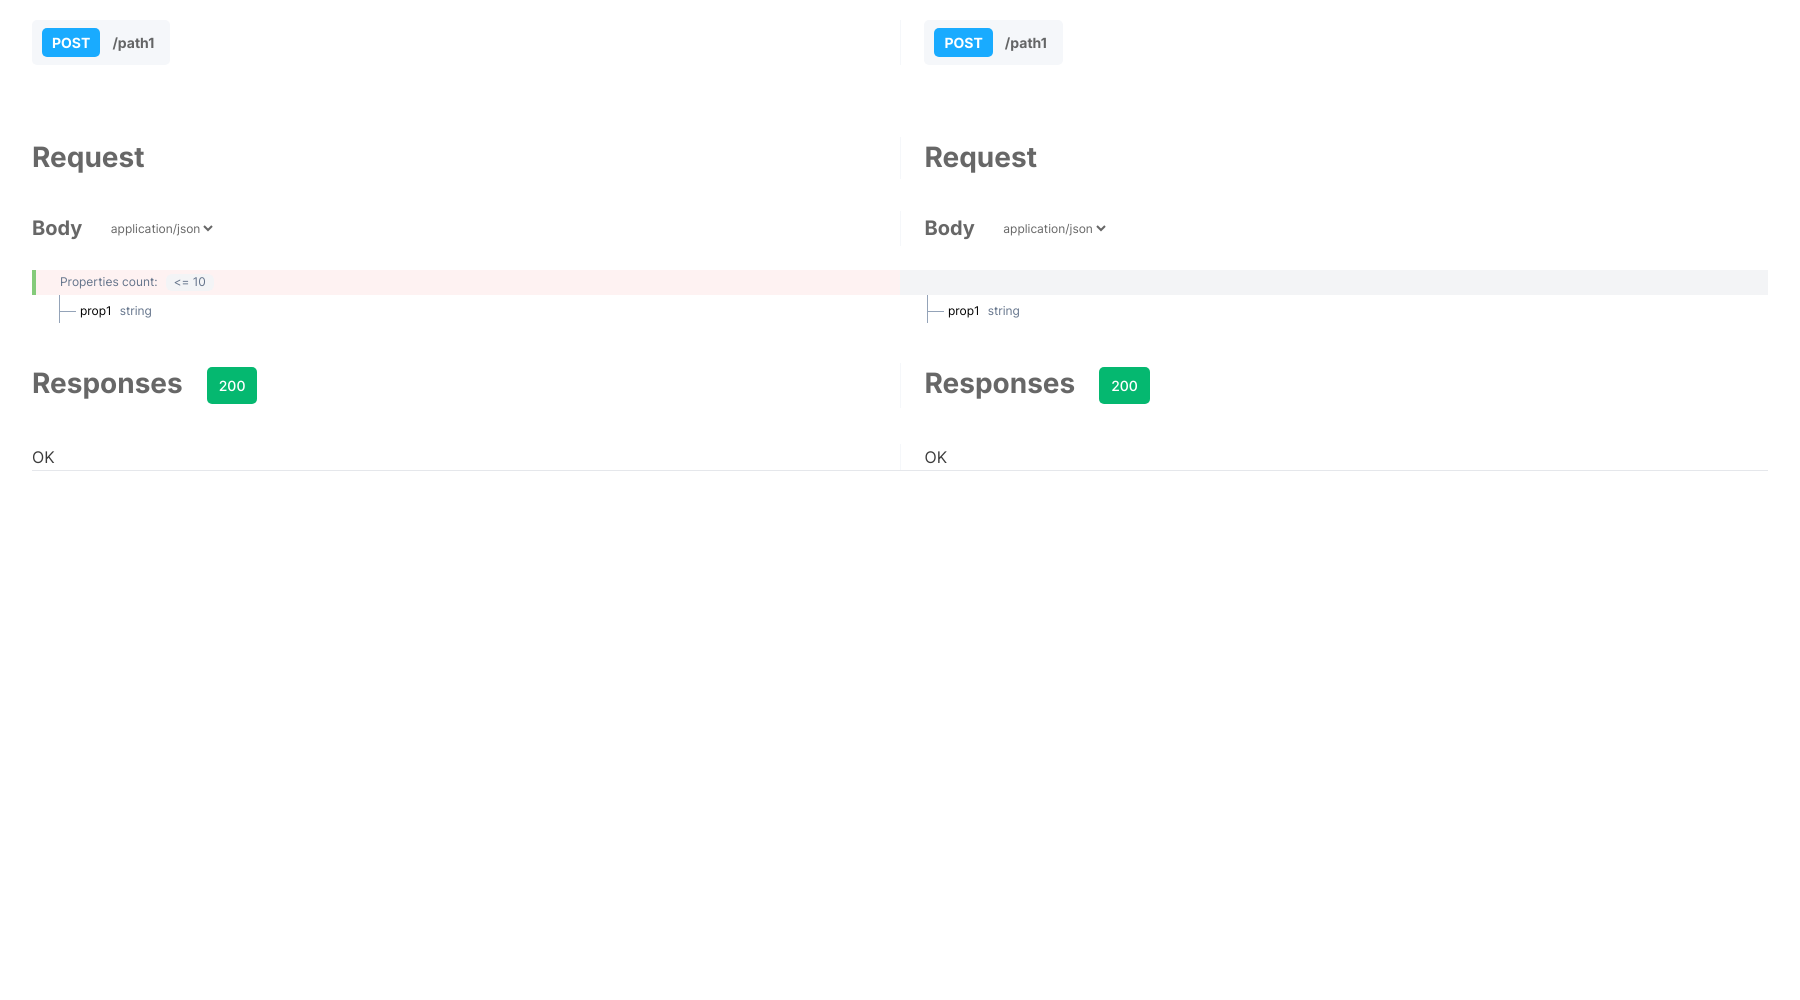 POST /path1
POST /path1
Request
Request
Body application/json
Body application/json
Properties count: <= 10
prop1 string
prop1 string
Responses 200
Responses 200
OK
OK